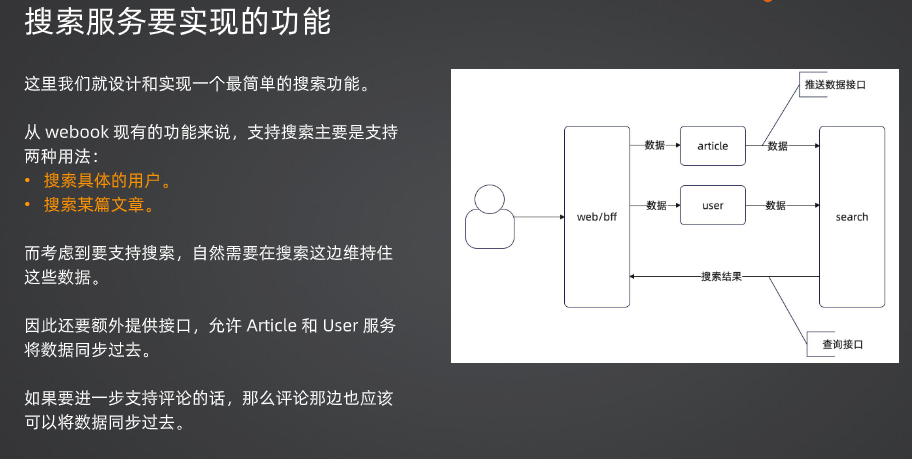 搜索服务要实现的功能
这里我们就设计和实现一个最简单的搜索功能。
从 webook 现有的功能来说，支持搜索主要是支持
两种用法：
• 搜索具体的用户。
• 搜索某篇文章。
而考虑到要支持搜索，自然需要在搜索这边维持住
这些数据。
因此还要额外提供接口，允许 Article 和 User 服务
将数据同步过去。
如果要进一步支持评论的话，那么评论那边也应该
可以将数据同步过去。
推送数据接口
数据
article
数据
web/bff
数据
user
数据
search
搜索结果
查询接口